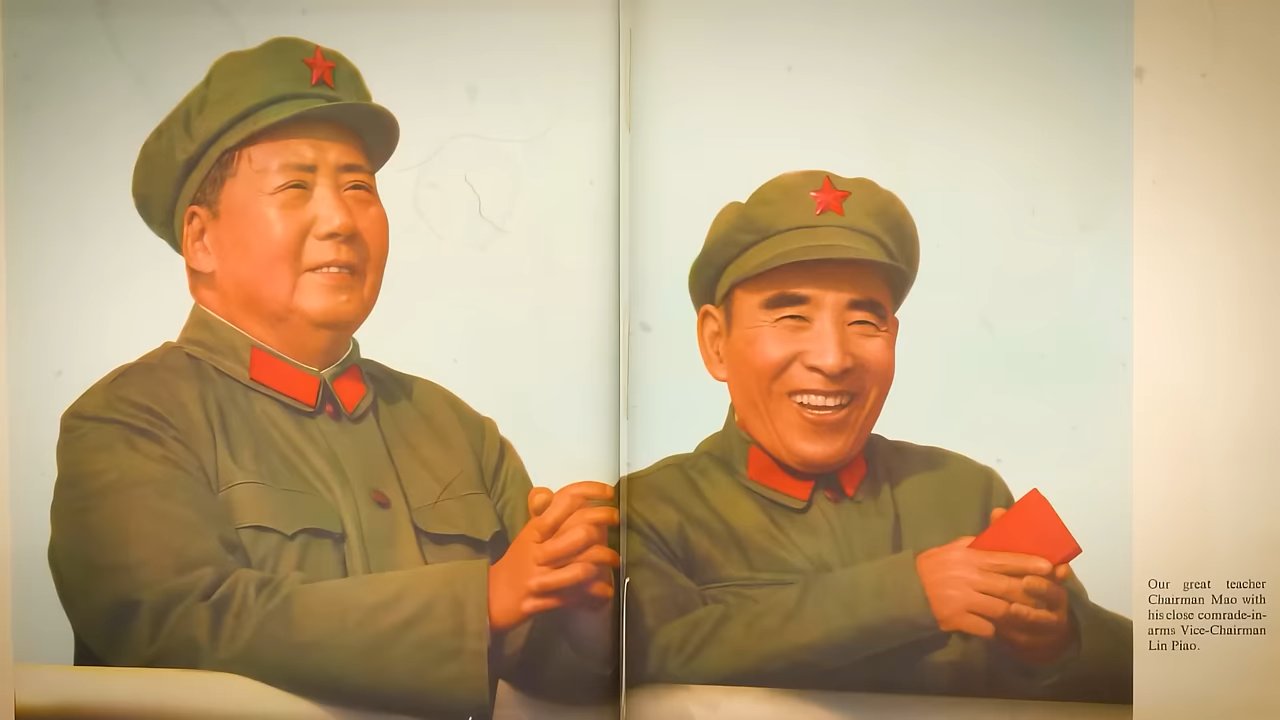 Our great teacher
Chairman Mao with
his close comrade-in-
arms Vice-Chairman
Lin Piao.